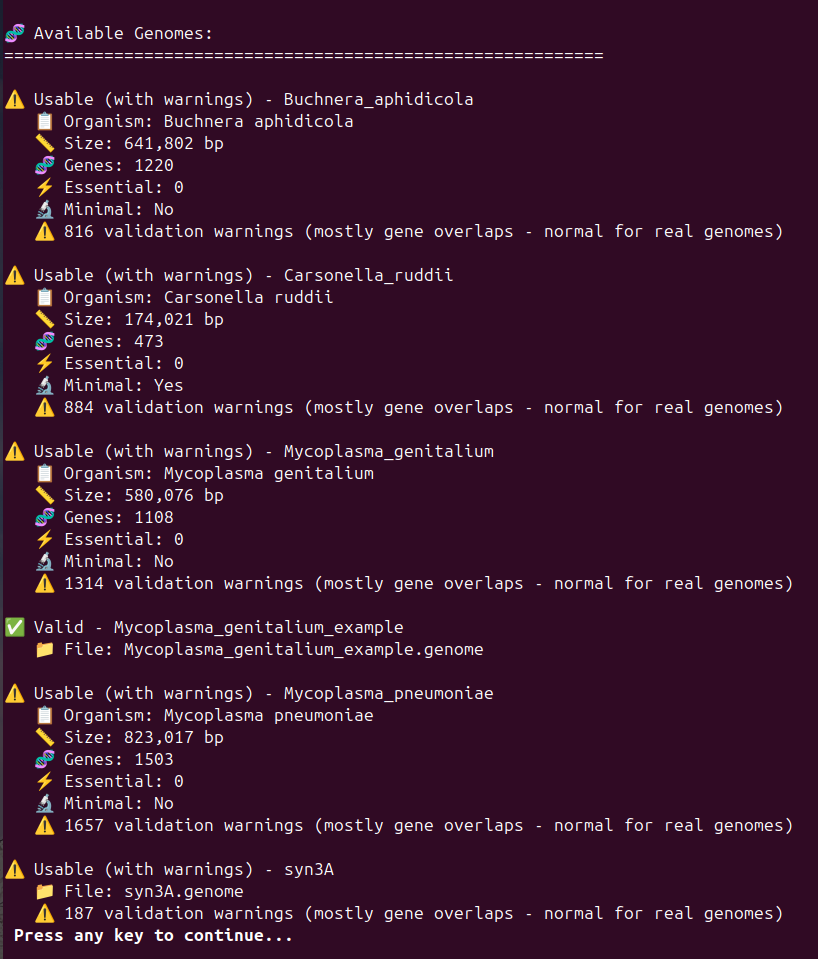 🧬 Available Genomes:
============================================================
⚠️ Usable (with warnings) - Buchnera_aphidicola
📋 Organism: Buchnera aphidicola
📏 Size: 641,802 bp
🧬 Genes: 1220
⚡ Essential: 0
🔬 Minimal: No
⚠️ 816 validation warnings (mostly gene overlaps - normal for real genomes)
⚠️ Usable (with warnings) - Carsonella_ruddii
📋 Organism: Carsonella ruddii
📏 Size: 174,021 bp
🧬 Genes: 473
⚡ Essential: 0
🔬 Minimal: Yes
⚠️ 884 validation warnings (mostly gene overlaps - normal for real genomes)
⚠️ Usable (with warnings) - Mycoplasma_genitalium
📋 Organism: Mycoplasma genitalium
📏 Size: 580,076 bp
🧬 Genes: 1108
⚡ Essential: 0
🔬 Minimal: No
⚠️ 1314 validation warnings (mostly gene overlaps - normal for real genomes)
✅ Valid - Mycoplasma_genitalium_example
📁 File: Mycoplasma_genitalium_example.genome
⚠️ Usable (with warnings) - Mycoplasma_pneumoniae
📋 Organism: Mycoplasma pneumoniae
📏 Size: 823,017 bp
🧬 Genes: 1503
⚡ Essential: 0
🔬 Minimal: No
⚠️ 1657 validation warnings (mostly gene overlaps - normal for real genomes)
⚠️ Usable (with warnings) - syn3A
📁 File: syn3A.genome
⚠️ 187 validation warnings (mostly gene overlaps - normal for real genomes)
Press any key to continue...